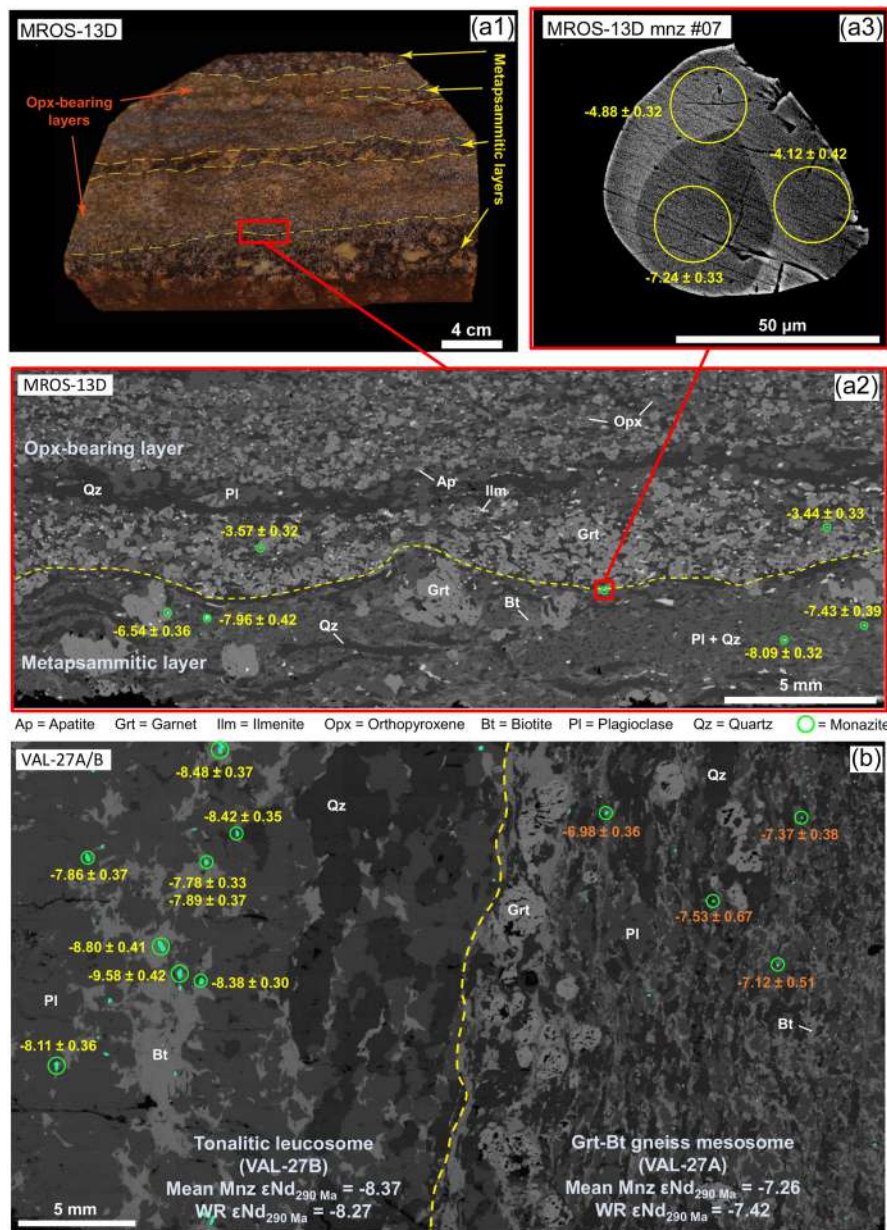 MROS-13D
(a1)
Opx-bearing
layers
Metapsammitic
layers
4 cm
MROS-13D mnz #07
(a3)
-4.88 ± 0.32
-4.12 ± 0.42
-7.24 ± 0.33
50 µm
MROS-13D
(a2)
Opx
Opx-bearing layer
Qz
Pl
Ap
Ilm
-3.57 ± 0.32
Grt
-3.44 ± 0.33
Grt
Bt
-6.54 ± 0.36
-7.96 ± 0.42
-7.43 ± 0.39
Qz
Pl + Qz
-8.09 ± 0.32
Metapsammitic layer
5 mm
Ap = Apatite Grt = Garnet Ilm = Ilmenite Opx = Orthopyroxene Bt = Biotite Pl = Plagioclase Qz = Quartz = Monazite
VAL-27A/B
(b)
-8.48 ± 0.37
Qz
Qz
-8.42 ± 0.35
-6.98 ± 0.36
-7.37 ± 0.38
-7.86 ± 0.37
-7.78 ± 0.33
-7.89 ± 0.37
Grt
-7.53 ± 0.67
Pl
-8.80 ± 0.41
-9.58 ± 0.42
-8.38 ± 0.30
-7.12 ± 0.51
Pl
Bt
-8.11 ± 0.36
Bt
Tonalitic leucosome
(VAL-27B)
Mean Mnz εNd290 Ma = -8.37
WR εNd290 Ma = -8.27
Grt-Bt gneiss mesosome
(VAL-27A)
Mean Mnz εNd290 Ma = -7.26
WR εNd290 Ma = -7.42
5 mm